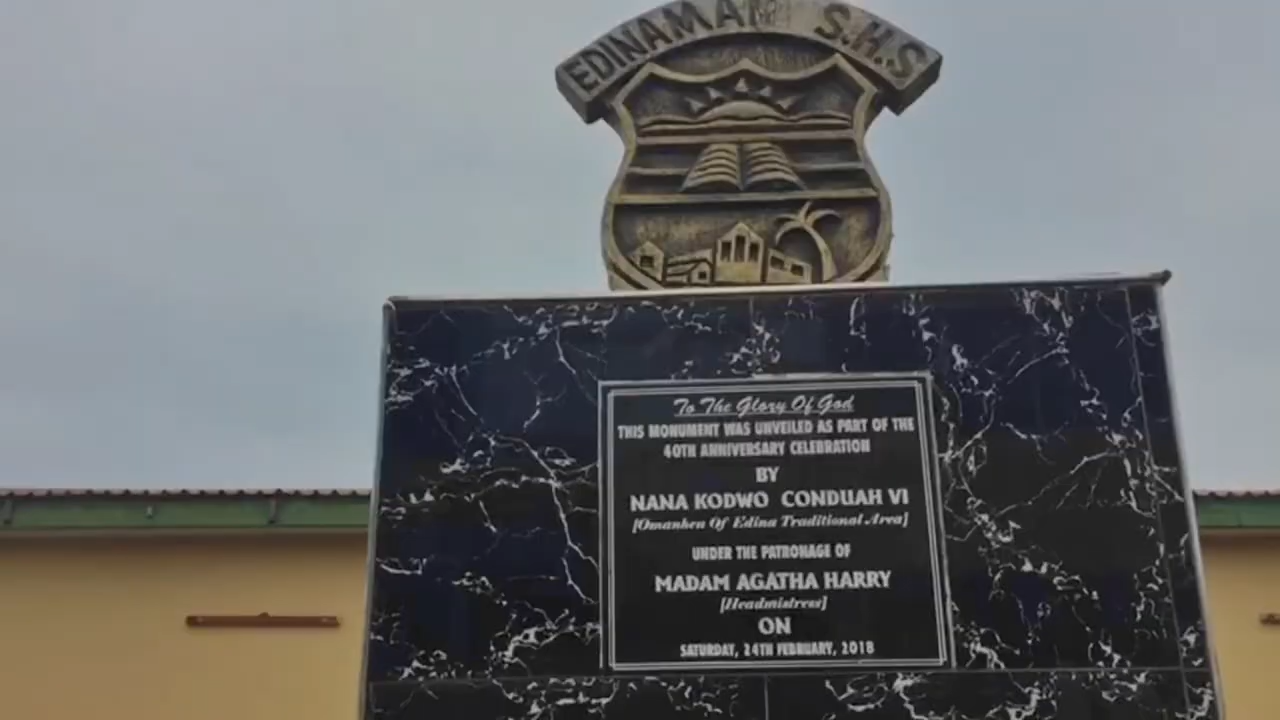 EDINAMAN S.H.S
To The Glory Of God
THIS MONUMENT WAS UNVEILED AS PART OF THE
40TH ANNIVERSARY CELEBRATION
BY
NANA KODWO CONDUAH VI
[Omanhen Of Edina Traditional Area]
UNDER THE PATRONAGE OF
MADAM AGATHA HARRY
[Headmistress]
ON
SATURDAY, 24TH FEBRUARY, 2018